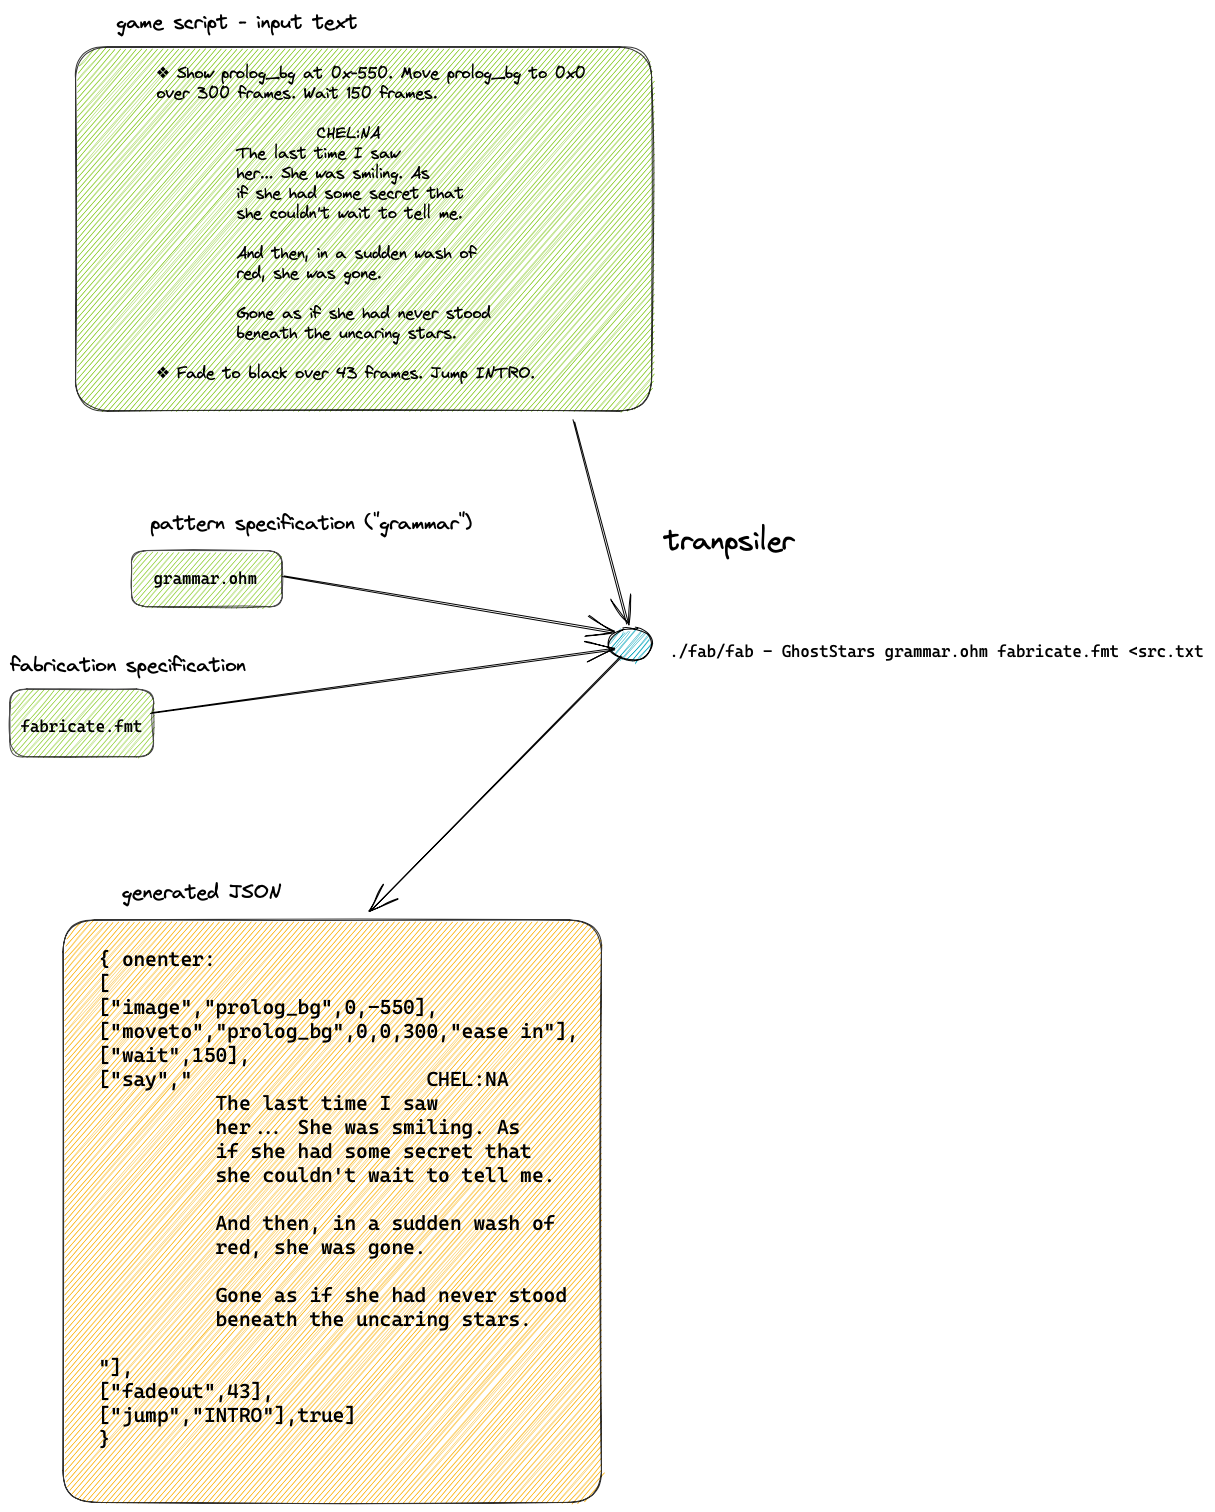 game script - input text
❖ Show prolog_bg at 0x-550. Move prolog_bg to 0x0
over 300 frames. Wait 150 frames.
CHEL:NA
The last time I saw
her... She was smiling. As
if she had some secret that
she couldn't wait to tell me.
And then, in a sudden wash of
red, she was gone.
Gone as if she had never stood
beneath the uncaring stars.
❖ Fade to black over 43 frames. Jump INTRO.
pattern specification ("grammar")
grammar.ohm
tranpsiler
./fab/fab - GhostStars grammar.ohm fabricate.fmt <src.txt
fabrication specification
fabricate.fmt
generated JSON
{ onenter:
[
["image","prolog_bg",0,-550],
["moveto","prolog_bg",0,0,300,"ease in"],
["wait",150],
["say","                    CHEL:NA
The last time I saw
her... She was smiling. As
if she had some secret that
she couldn't wait to tell me.
And then, in a sudden wash of
red, she was gone.
Gone as if she had never stood
beneath the uncaring stars.
"],
["fadeout",43],
["jump","INTRO"],true]
}